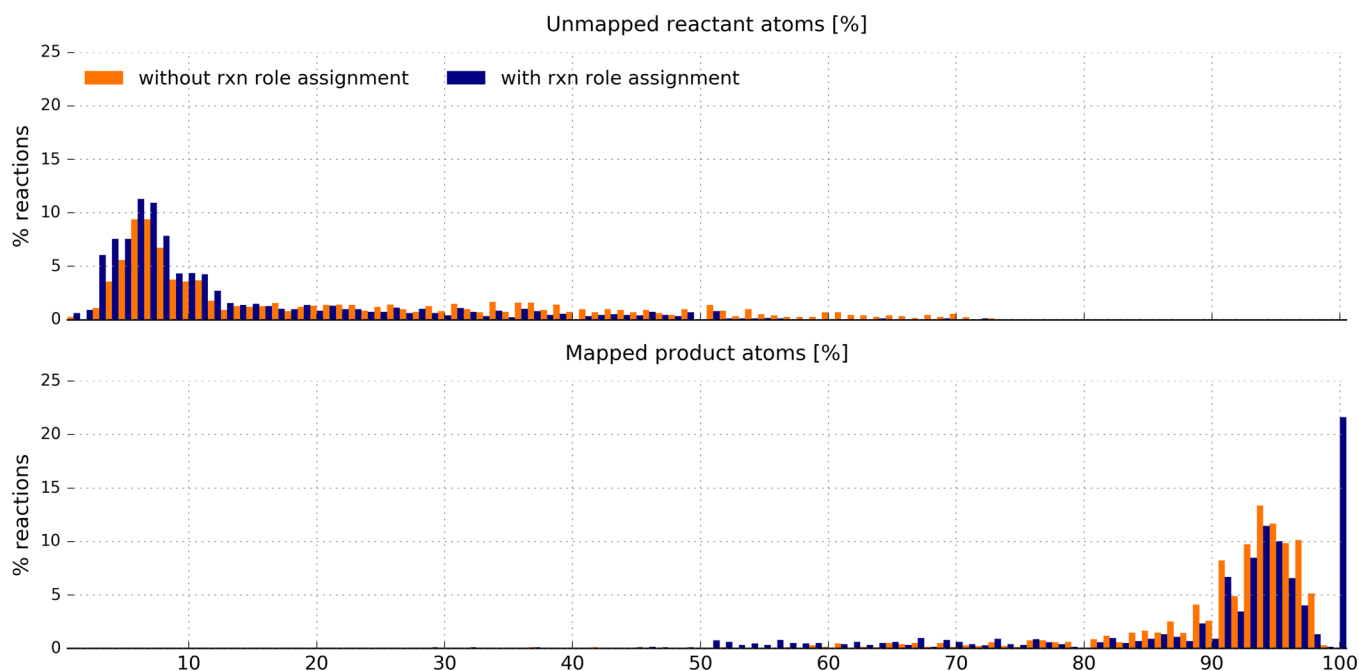 Unmapped reactant atoms [%]
25
without rxn role assignment with rxn role assignment
20
15
10
5
0
% reactions
Mapped product atoms [%]
25
20
15
10
5
0
% reactions
10 20 30 40 50 60 70 80 90 100